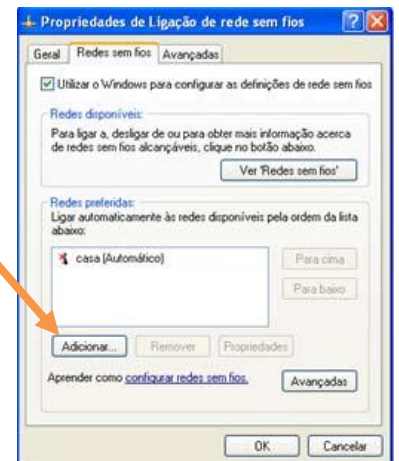 Propriedades de Ligação de rede sem fios
Geral Redes sem fios Avançadas
Utilizar o Windows para configurar as definições de rede sem fios
Redes disponíveis:
Para ligar a, desligar de ou para obter mais informação acerca
de redes sem fios alcançáveis, clique no botão abaixo.
Ver 'Redes sem fios'
Redes preferidas:
Ligar automaticamente às redes disponíveis pela ordem da lista
abaixo:
casa (Automático)
Para cima
Para baixo
Adicionar... Remover Propriedades
Aprender como configurar redes sem fios.
Avançadas
OK Cancelar